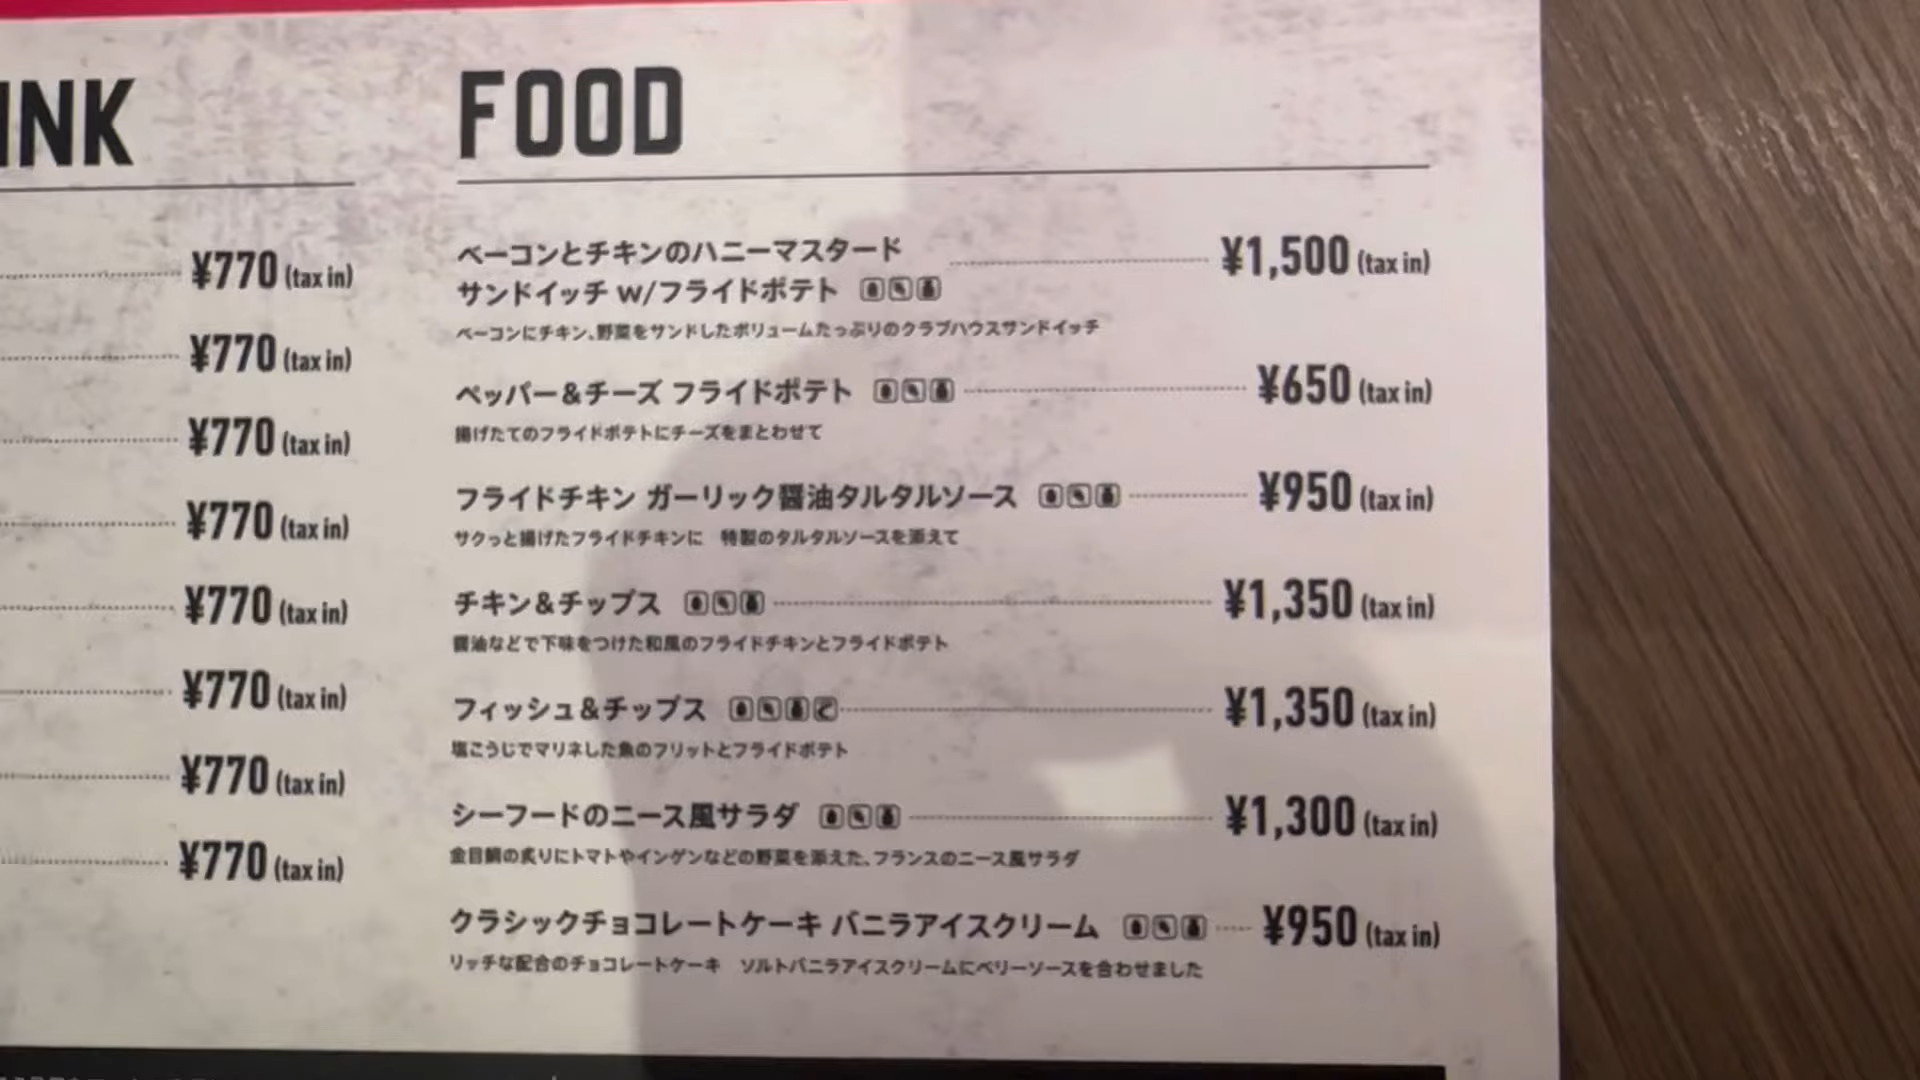 INK
¥770 (tax in)
¥770 (tax in)
¥770 (tax in)
¥770 (tax in)
¥770 (tax in)
¥770 (tax in)
¥770 (tax in)
¥770 (tax in)
FOOD
ベーコンとチキンのハニーマスタード
サンドイッチ w/フライドポテト ¥1,500 (tax in)
ベーコンにチキン、野菜をサンドしたボリュームたっぷりのクラブハウスサンドイッチ
ペッパー&チーズ フライドポテト ¥650 (tax in)
揚げたてのフライドポテトにチーズをまとわせて
フライドチキン ガーリック醤油タルタルソース ¥950 (tax in)
サクっと揚げたフライドチキンに 特製のタルタルソースを添えて
チキン&チップス ¥1,350 (tax in)
醤油などで下味をつけた和風のフライドチキンとフライドポテト
フィッシュ&チップス ¥1,350 (tax in)
塩こうじでマリネした魚のフリットとフライドポテト
シーフードのニース風サラダ ¥1,300 (tax in)
金目鯛の炙りにトマトやインゲンなどの野菜を添えた、フランスのニース風サラダ
クラシックチョコレートケーキ バニラアイスクリーム ¥950 (tax in)
リッチな配合のチョコレートケーキ ソルトバニラアイスクリームにベリーソースを合わせました